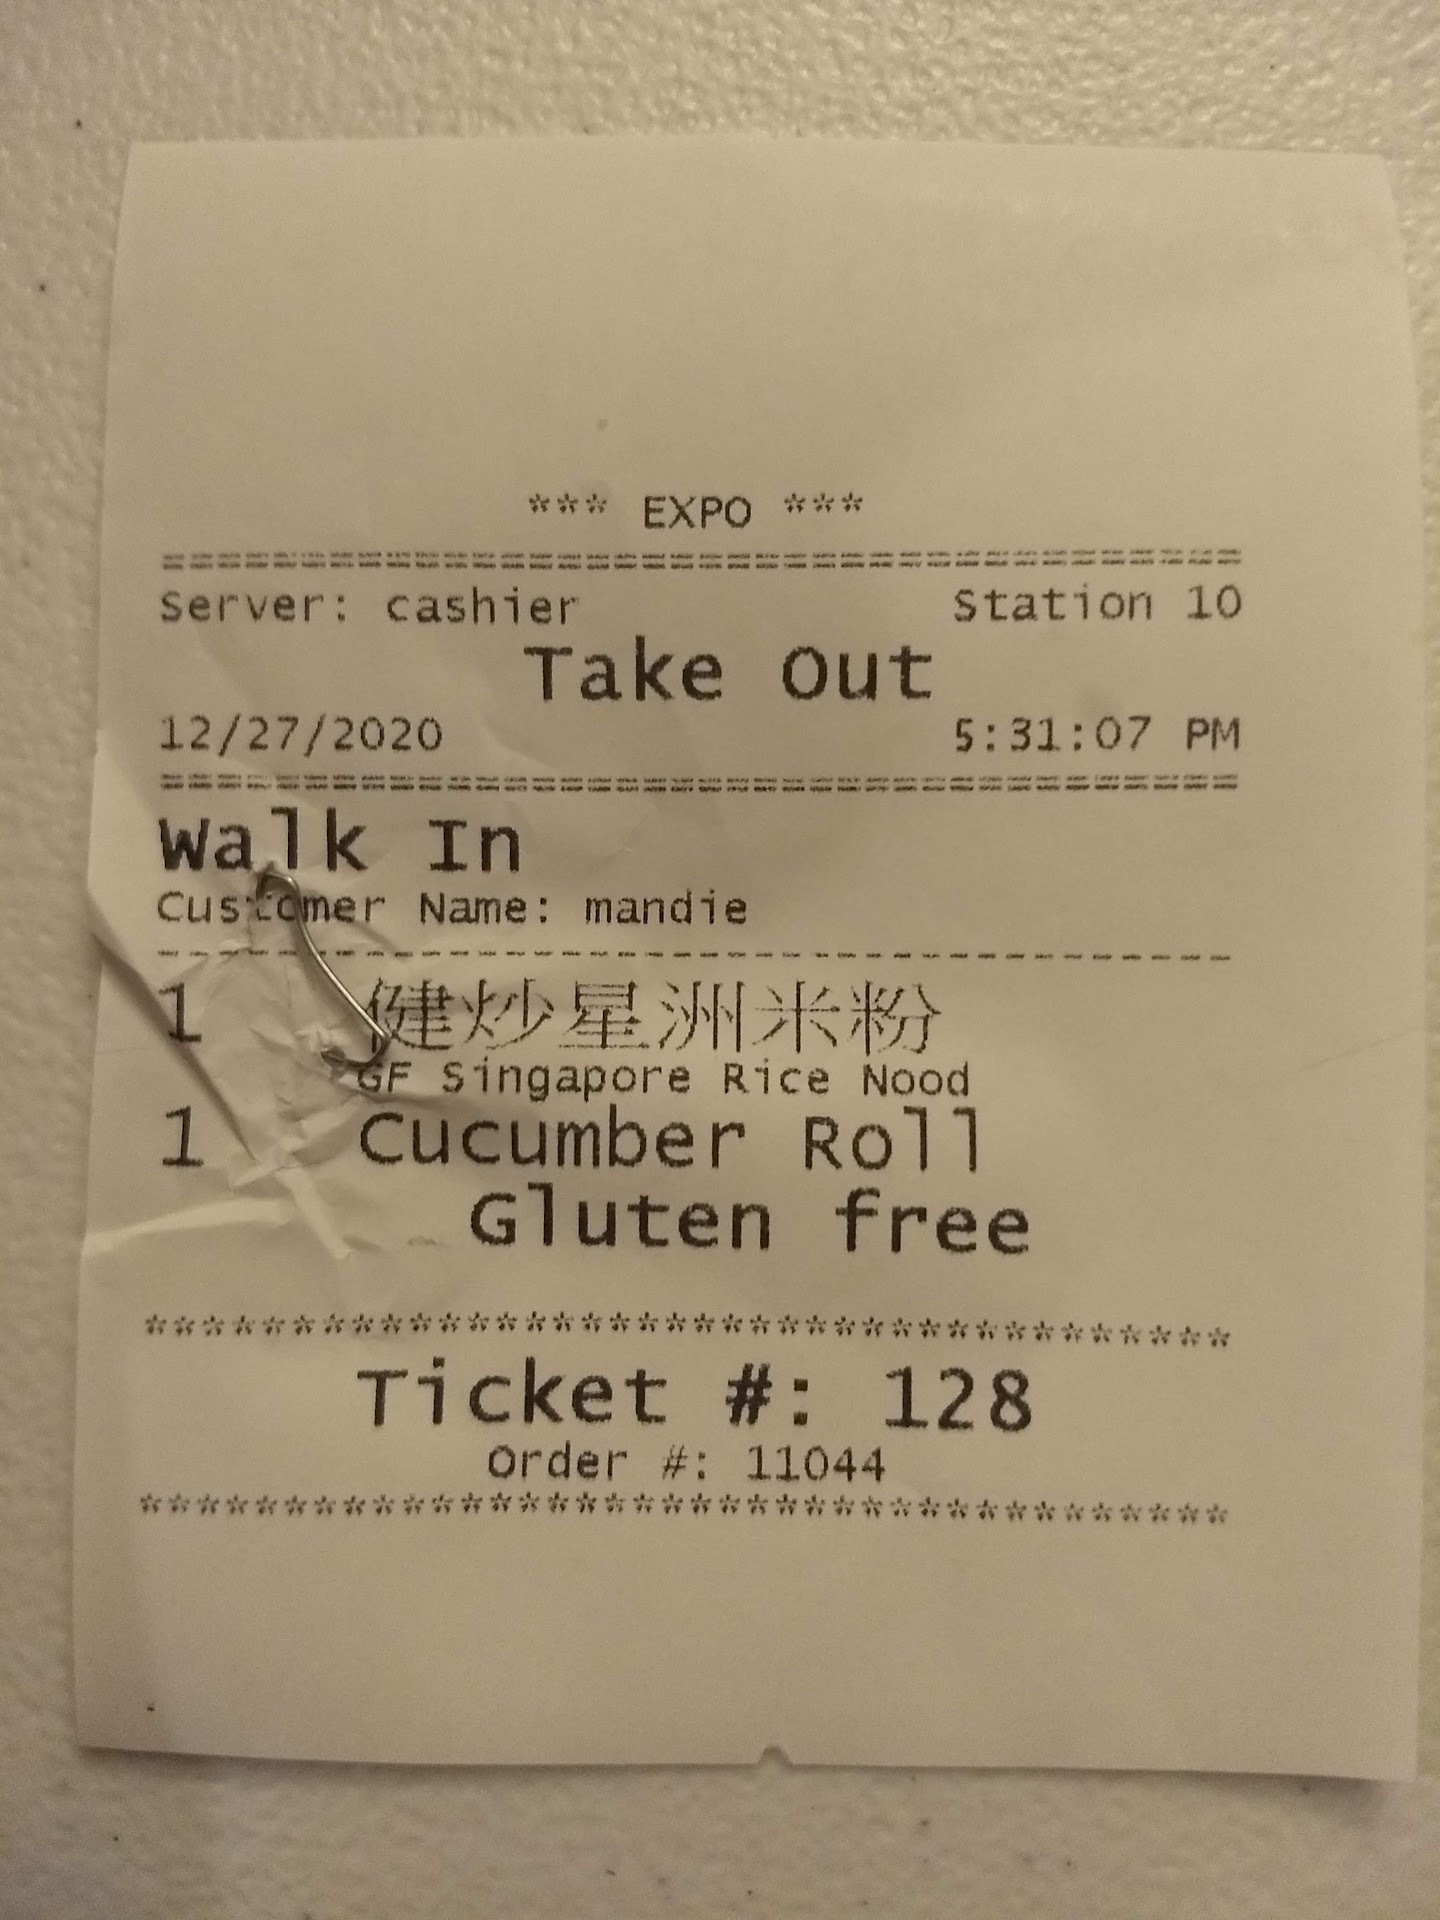 *** EXPO ***
======================================
Server: cashier Station 10
Take Out
12/27/2020 5:31:07 PM
======================================
Walk In
Customer Name: mandie
--------------------------------------
1 健炒星洲米粉
GF Singapore Rice Nood
1 Cucumber Roll
Gluten free
**************************************
Ticket #: 128
Order #: 11044
**************************************